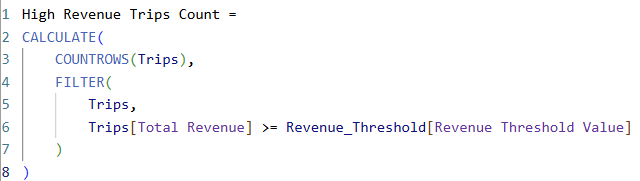 1 High Revenue Trips Count =
2 CALCULATE(
3     COUNTROWS(Trips),
4     FILTER(
5         Trips,
6         Trips[Total Revenue] >= Revenue_Threshold[Revenue Threshold Value]
7     )
8 )